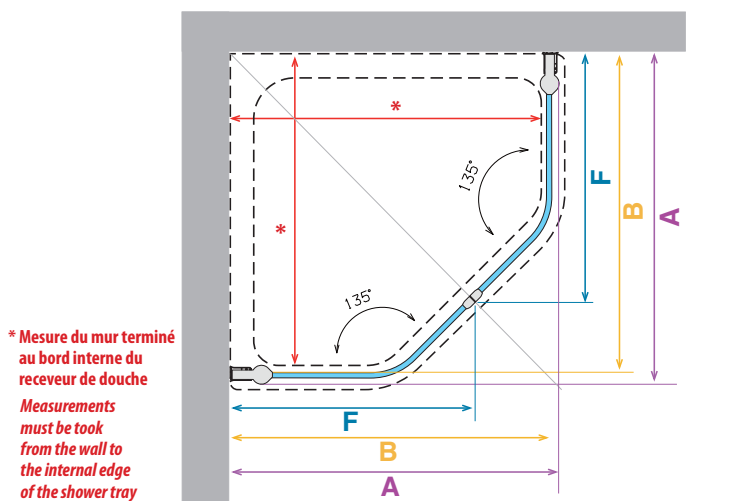 *
*
135°
135°
F
B
A
F
B
A
* Mesure du mur terminé
au bord interne du
receveur de douche
Measurements
must be took
from the wall to
the internal edge
of the shower tray